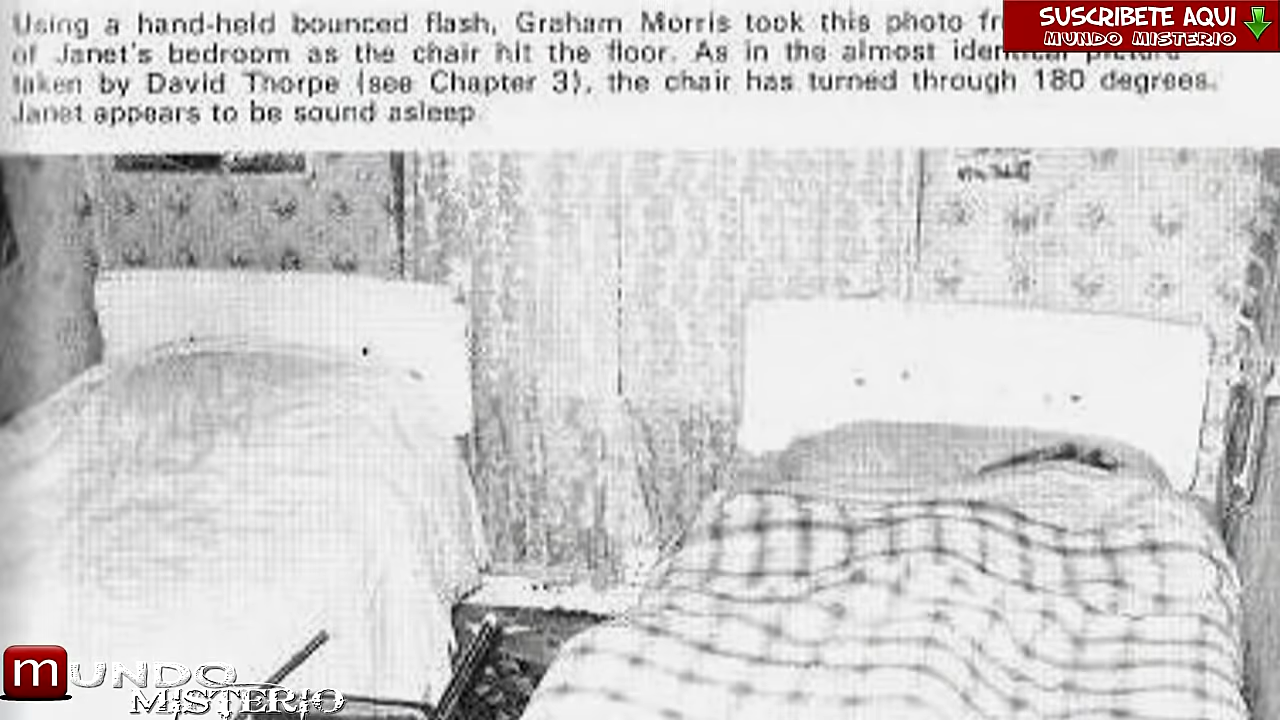 Using a hand-held bounced flash, Graham Morris took this photo
SUSCRIBETE AQUI
MUNDO MISTERIO
of Janet's bedroom as the chair hit the floor. As in the almost identical picture
taken by David Thorpe (see Chapter 3), the chair has turned through 180 degrees.
Janet appears to be sound asleep.
MUNDO
MISTERIO